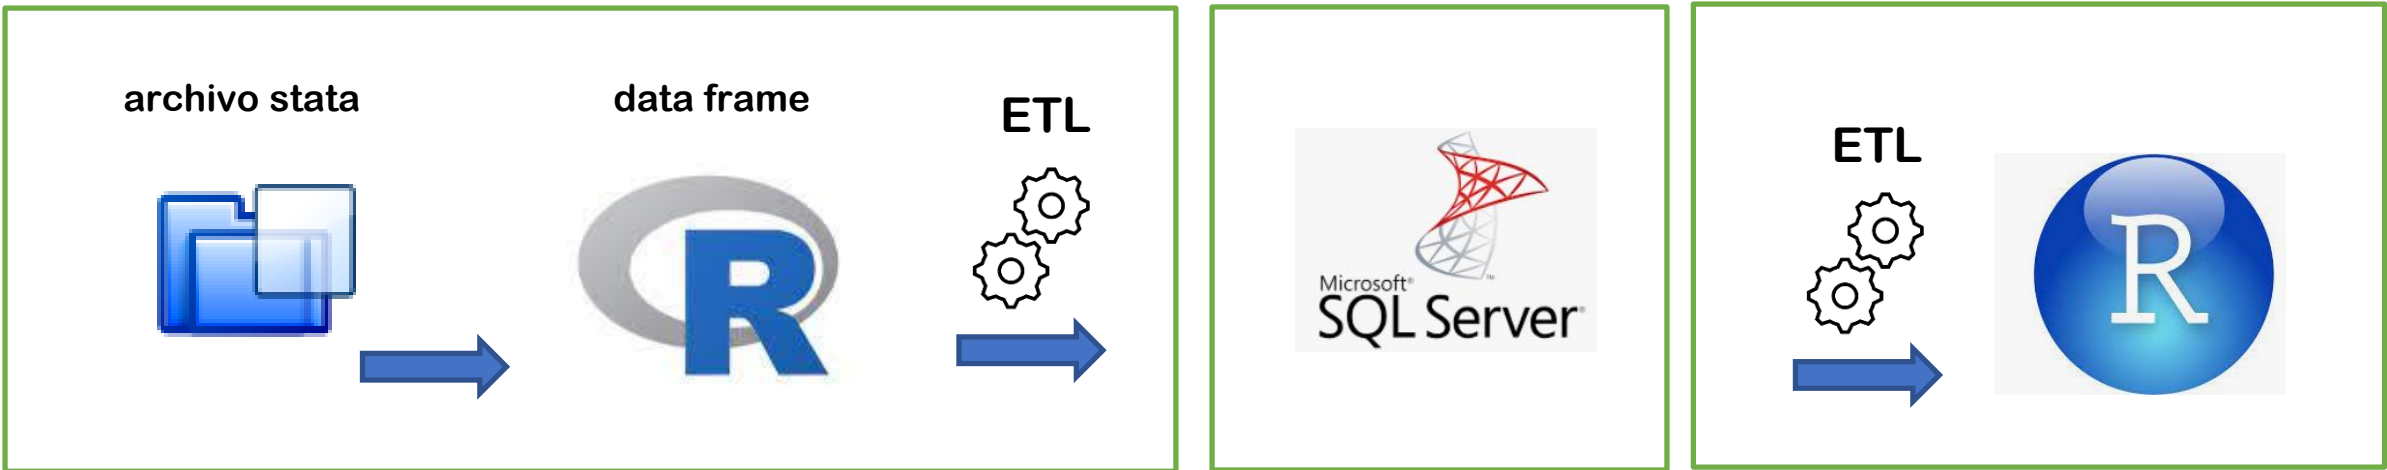 archivo stata
data frame
ETL
R
Microsoft®
SQL Server
ETL
R